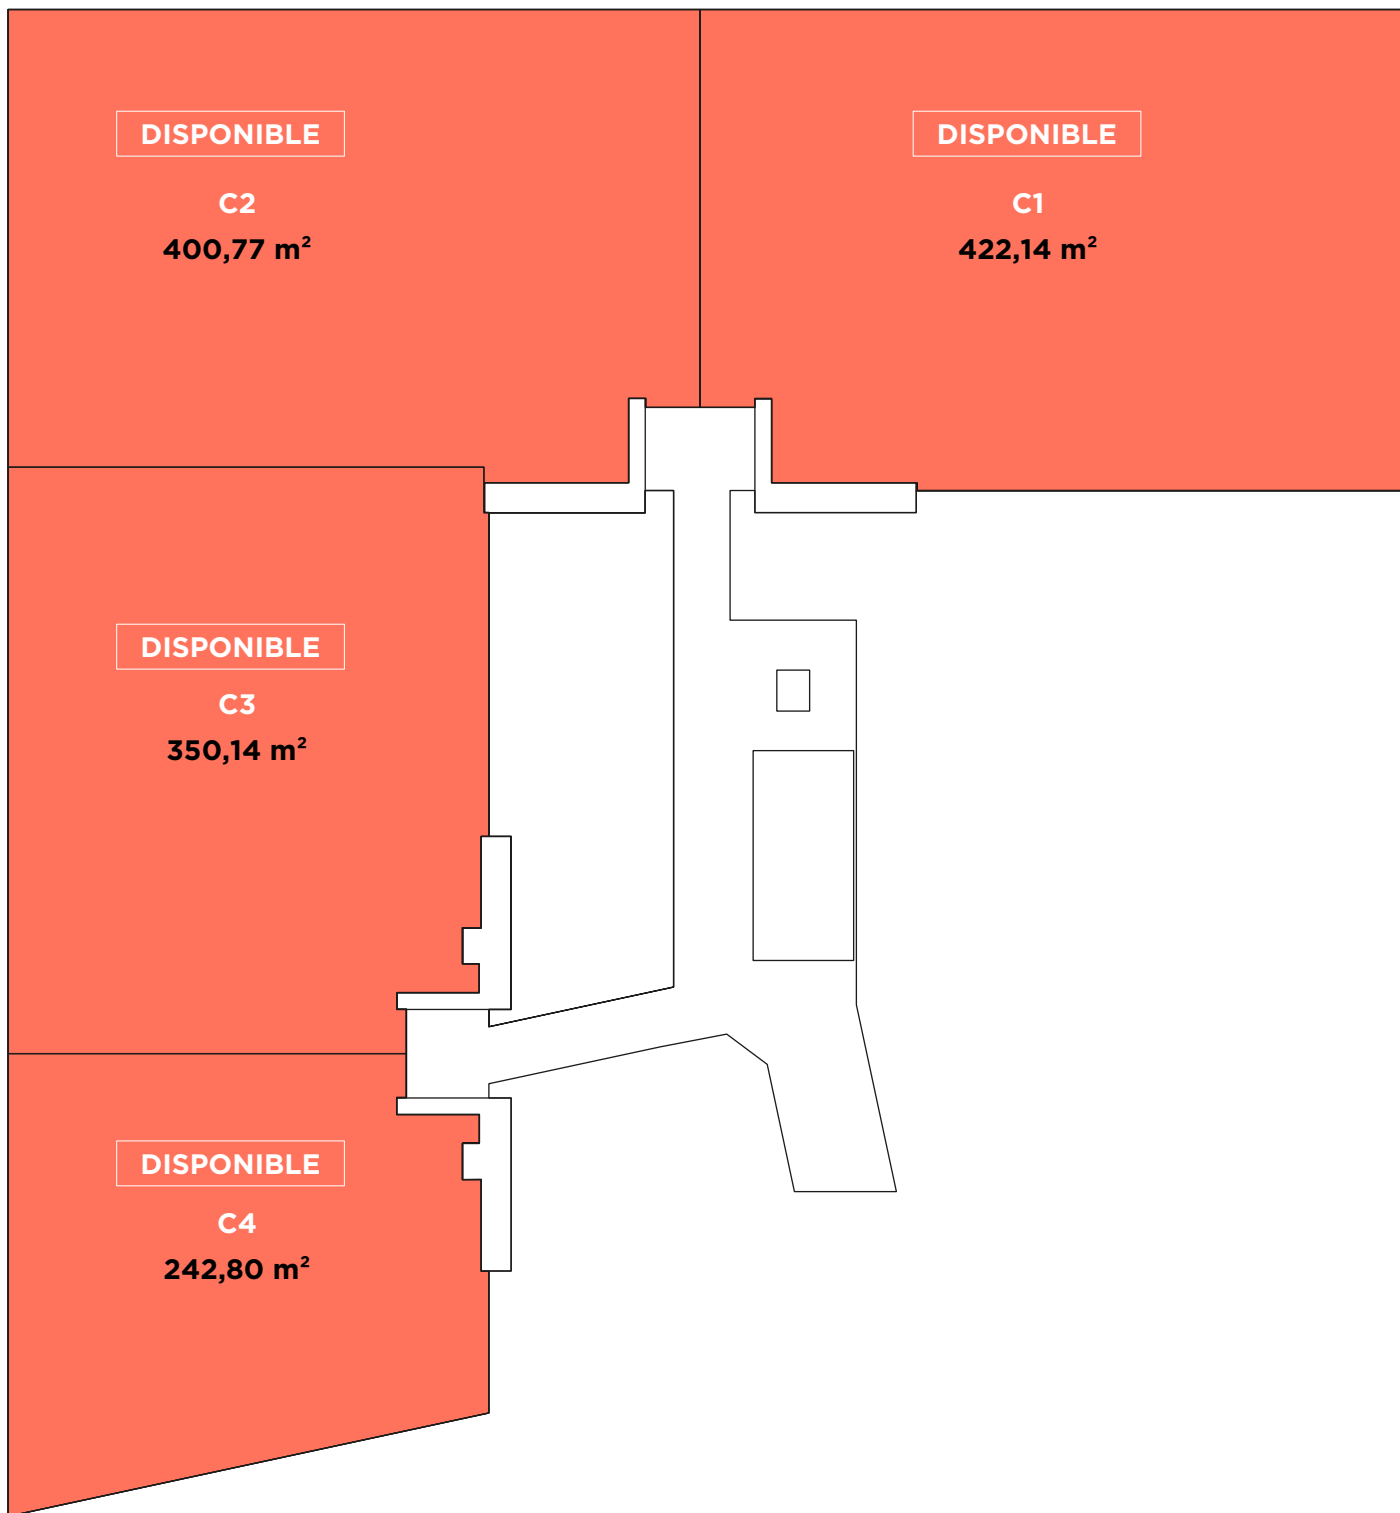 DISPONIBLE
C2
400,77 m²
DISPONIBLE
C1
422,14 m²
DISPONIBLE
C3
350,14 m²
DISPONIBLE
C4
242,80 m²